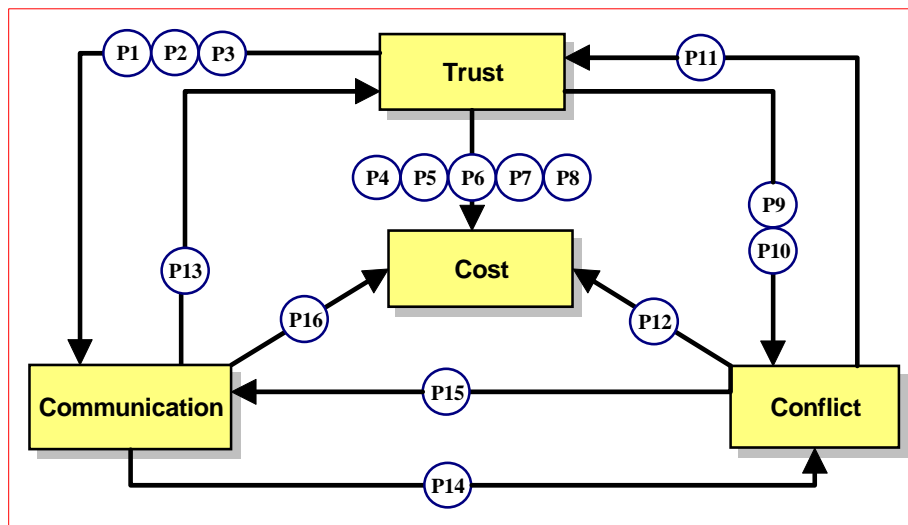 P1 P2 P3
P11
Trust
P4 P5 P6 P7 P8
P9
P10
Cost
P13
P16
P12
Communication
P15
Conflict
P14